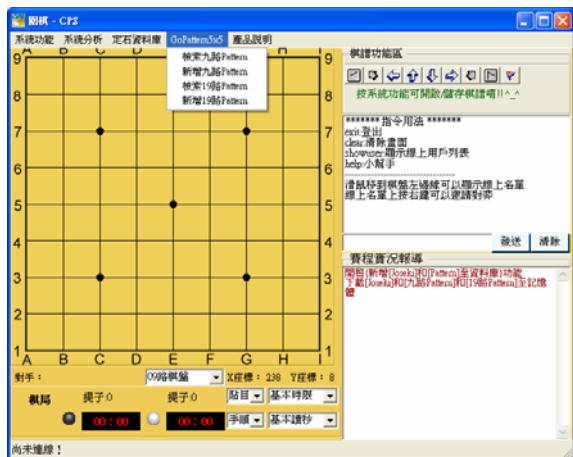 圍棋 - CPS
系統功能 系統分析 定石資料庫 GoPattern5x5 產品說明
檢索九路Pattern
新增九路Pattern
檢索19路Pattern
新增19路Pattern
A B C D H I
9 9
8 8
7 7
6 6
5 5
4 4
3 3
2 2
1 1
A B C D E F G H I
對手： 09路棋盤 X座標： 238 Y座標： 8
棋局 提子:0 提子:0 貼目 基本時限
00:00 00:00 手順 基本讀秒
尚未連線！
棋譜功能區
按系統功能可開啟/儲存棋譜唷!!^_^
******* 指令用法 *******
exit:登出
clear:清除畫面
showuser:顯示線上用戶列表
help:小幫手
滑鼠移到棋盤左邊緣可以顯示線上名單
線上名單上按右鍵可以邀請對弈
發送 清除
賽程實況報導
開啟{新增[Joseki]和[Pattern]至資料庫}功能
下載[Joseki]和[九路Pattern]和[19路Pattern]至記憶
體